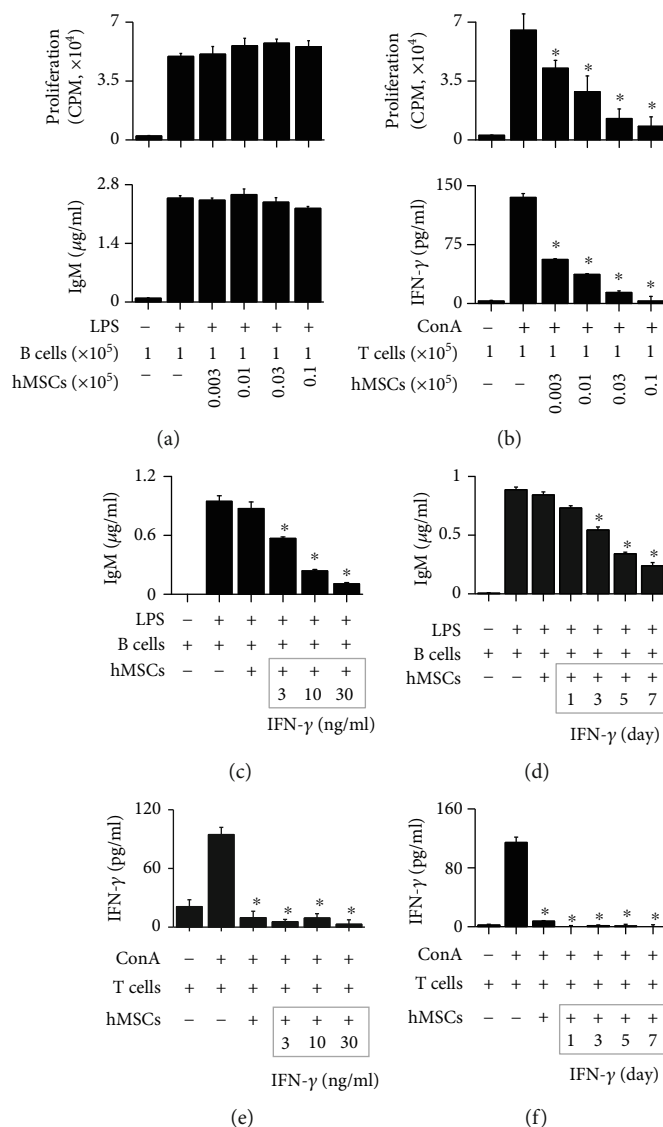 7
3.5
0
Proliferation
(CPM, ×10⁴)
2.8
1.4
0
IgM (μg/ml)
LPS − + + + + +
B cells (×10⁵) 1 1 1 1 1 1
hMSCs (×10⁵) − − 0.003 0.01 0.03 0.1
(a)
7
3.5
0
Proliferation
(CPM, ×10⁴)
* * * *
150
75
0
IFN-γ (pg/ml)
* * * *
ConA − + + + + +
T cells (×10⁵) 1 1 1 1 1 1
hMSCs (×10⁵) − − 0.003 0.01 0.03 0.1
(b)
1.2
0.6
0
IgM (μg/ml)
* * *
LPS − + + + + +
B cells + + + + + +
hMSCs − − + + + +
3 10 30
IFN-γ (ng/ml)
(c)
1
0.5
0
IgM (μg/ml)
* * *
LPS − + + + + + +
B cells + + + + + + +
hMSCs − − + + + + +
1 3 5 7
IFN-γ (day)
(d)
120
60
0
IFN-γ (pg/ml)
* * * *
ConA − + + + + +
T cells + + + + + +
hMSCs − − + + + +
3 10 30
IFN-γ (ng/ml)
(e)
160
80
0
IFN-γ (pg/ml)
* * * * *
ConA − + + + + + +
T cells + + + + + + +
hMSCs − − + + + + +
1 3 5 7
IFN-γ (day)
(f)